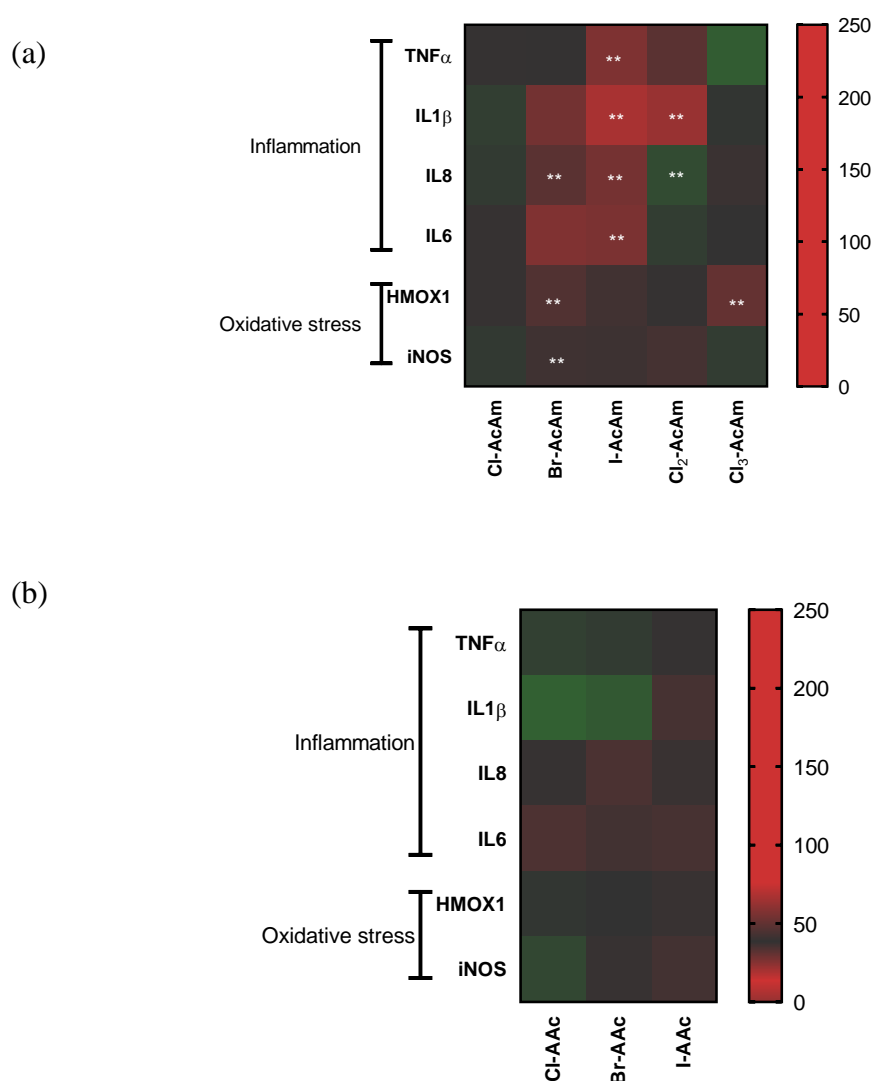 (a)
TNFα
**
IL1β
** **
Inflammation
IL8
** ** **
IL6
**
HMOX1
** **
Oxidative stress
iNOS
**
250
200
150
100
50
0
Cl-AcAm
Br-AcAm
I-AcAm
Cl₂-AcAm
Cl₃-AcAm
(b)
TNFα
IL1β
Inflammation
IL8
IL6
HMOX1
Oxidative stress
iNOS
250
200
150
100
50
0
Cl-AAc
Br-AAc
I-AAc